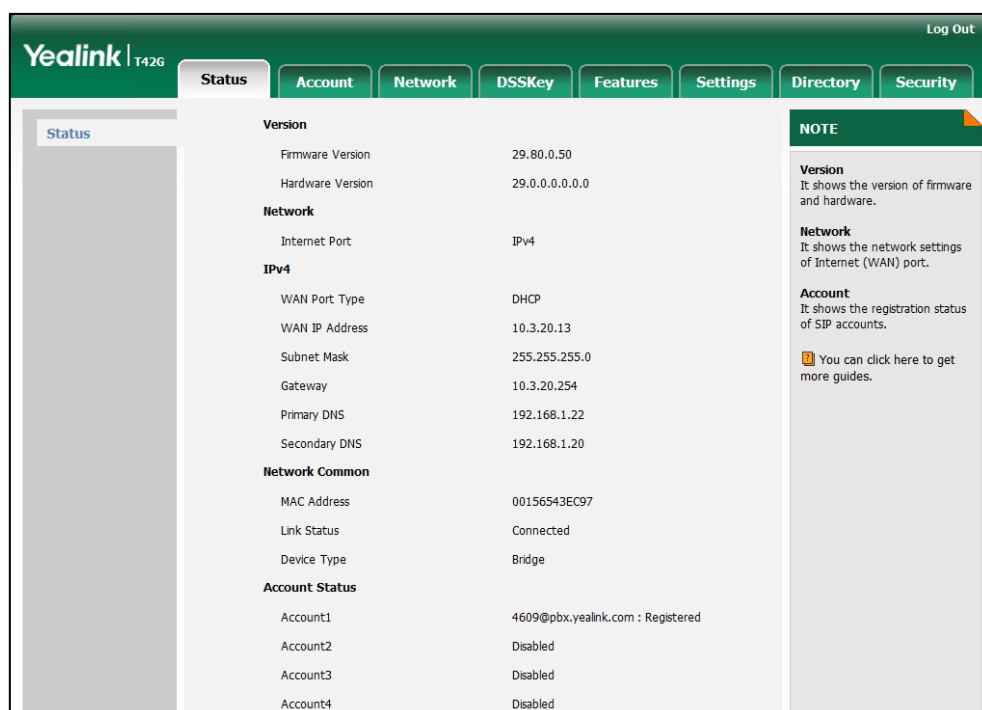 Log Out
Yealink | T42G
Status Account Network DSSKey Features Settings Directory Security
Status
Version
Firmware Version 29.80.0.50
Hardware Version 29.0.0.0.0.0.0
Network
Internet Port IPv4
IPv4
WAN Port Type DHCP
WAN IP Address 10.3.20.13
Subnet Mask 255.255.255.0
Gateway 10.3.20.254
Primary DNS 192.168.1.22
Secondary DNS 192.168.1.20
Network Common
MAC Address 00156543EC97
Link Status Connected
Device Type Bridge
Account Status
Account1 4609@pbx.yealink.com : Registered
Account2 Disabled
Account3 Disabled
Account4 Disabled
NOTE
Version
It shows the version of firmware
and hardware.
Network
It shows the network settings
of Internet (WAN) port.
Account
It shows the registration status
of SIP accounts.
? You can click here to get
more guides.